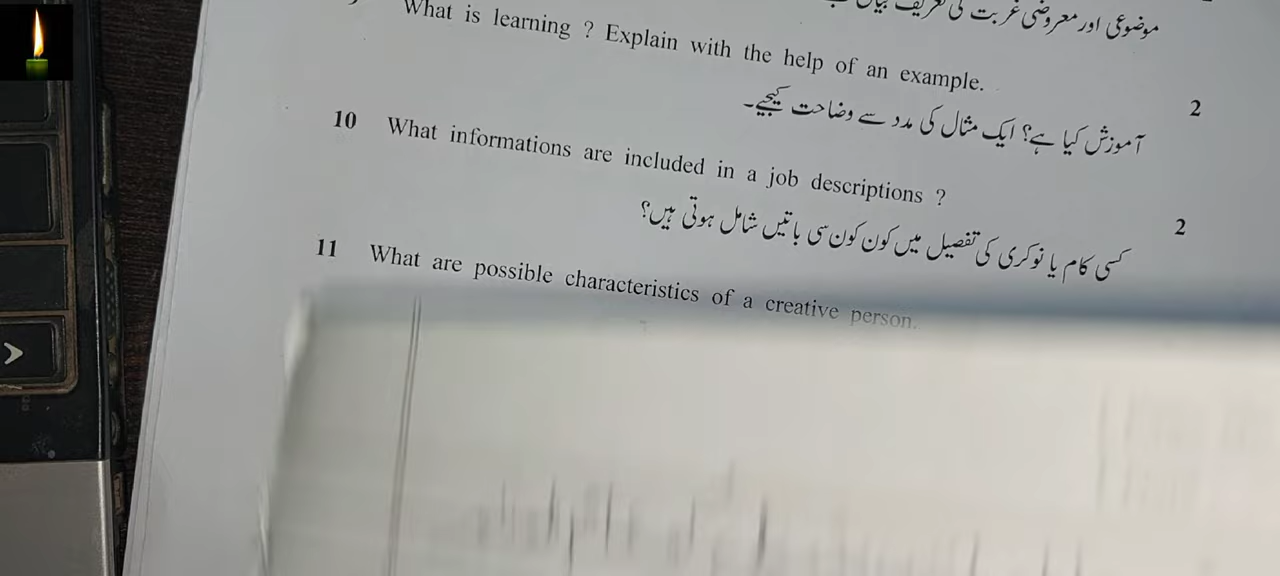 موضوعی اور معروضی غربت کی تعریف بیان
What is learning ? Explain with the help of an example. 2
آموزش کیا ہے؟ ایک مثال کی مدد سے وضاحت کیجیے۔
10 What informations are included in a job descriptions ? 2
کسی کام یا نوکری کی تفصیل میں کون کون سی باتیں شامل ہوتی ہیں؟
11 What are possible characteristics of a creative person.